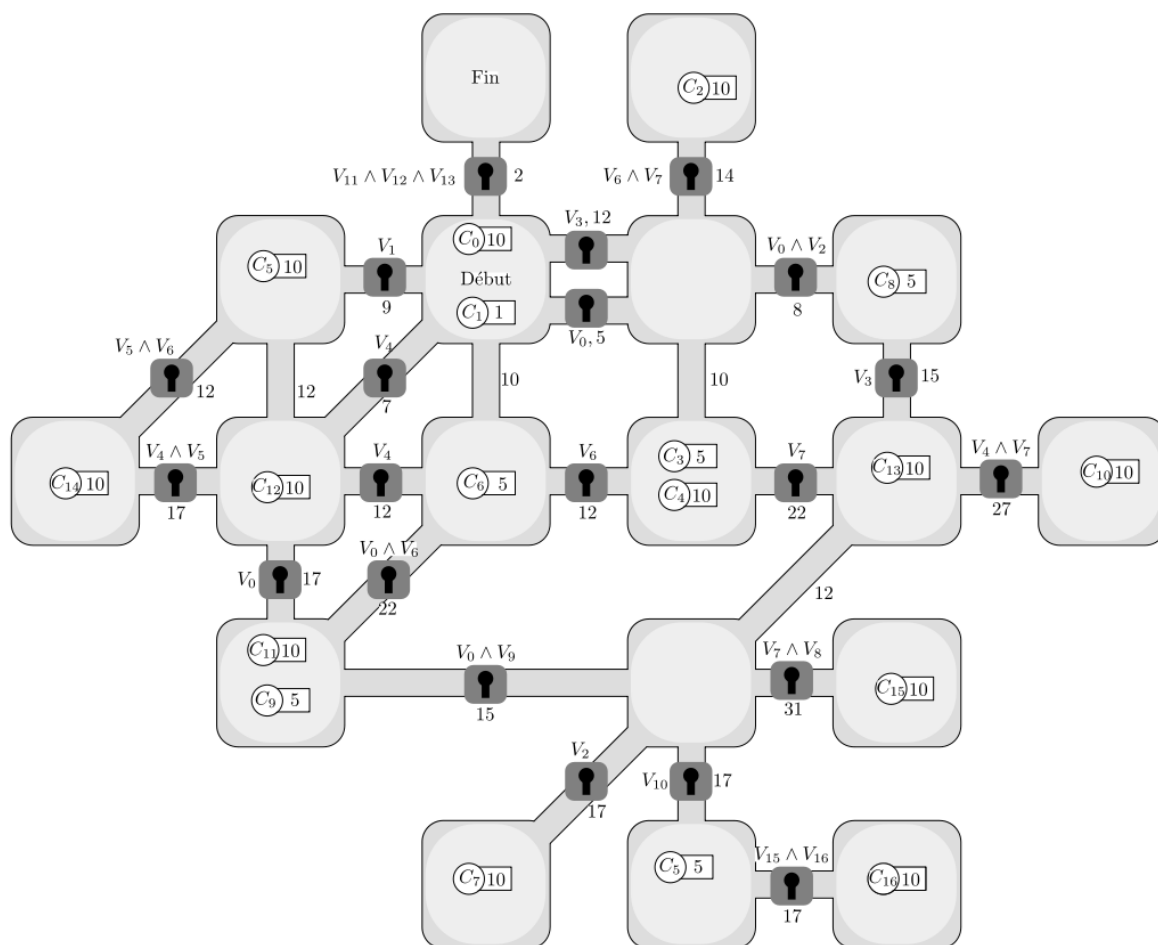 Fin
C₂ 10
V₁₁ ∧ V₁₂ ∧ V₁₃ 2
V₆ ∧ V₇ 14
C₀ 10
V₃, 12
V₁
V₀ ∧ V₂
C₅ 10
Début
C₈ 5
9
8
C₁ 1
V₀, 5
V₅ ∧ V₆
V₄
12
12
7
10
10
V₃ 15
V₄ ∧ V₅
V₄
V₆
C₃ 5
V₇
C₁₃ 10
V₄ ∧ V₇
C₁₄ 10
C₁₂ 10
C₆ 5
C₄ 10
C₁₀ 10
17
12
12
22
27
V₀ 17
V₀ ∧ V₆
22
12
C₁₁ 10
V₀ ∧ V₉
V₇ ∧ V₈
C₉ 5
C₁₅ 10
15
31
V₂
17
V₁₀ 17
C₇ 10
C₅ 5
V₁₅ ∧ V₁₆
C₁₆ 10
17